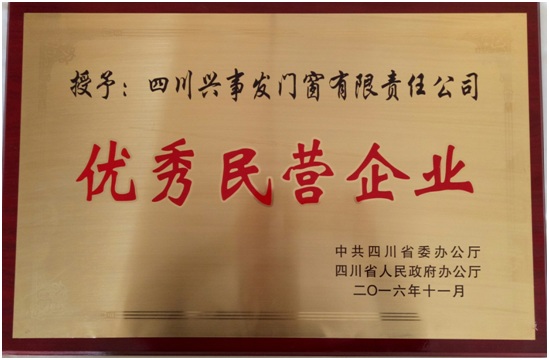 授予：四川兴事发门窗有限责任公司
优秀民营企业
中共四川省委办公厅
四川省人民政府办公厅
二〇一六年十一月